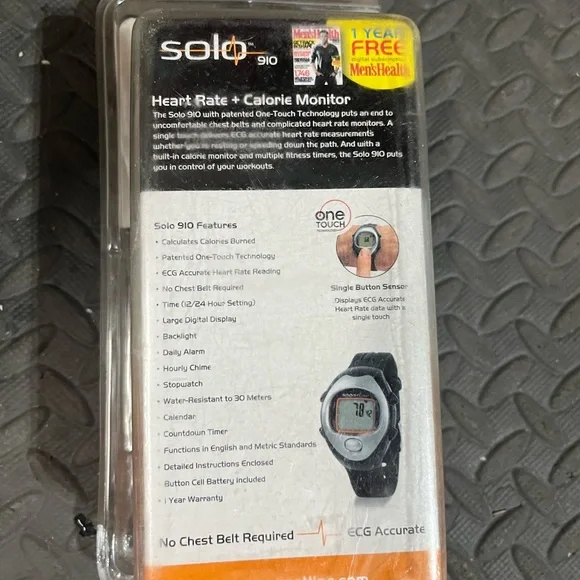 solo 910
Men'sHealth
1746
1 YEAR
FREE
digital subscription
Men'sHealth
Heart Rate + Calorie Monitor
The Solo 910 with patented One-Touch Technology puts an end to
uncomfortable chest belts and complicated heart rate monitors. A
single touch delivers ECG accurate heart rate measurements
whether you're resting or speeding down the path. And with a
built-in calorie monitor and multiple fitness timers, the Solo 910 puts
you in control of your workouts.
one
TOUCH
Solo 910 Features
• Calculates Calories Burned
• Patented One-Touch Technology
• ECG Accurate Heart Rate Reading
• No Chest Belt Required
• Time (12/24 Hour Setting)
• Large Digital Display
• Backlight
• Daily Alarm
• Hourly Chime
• Stopwatch
• Water-Resistant to 30 Meters
• Calendar
• Countdown Timer
• Functions in English and Metric Standards
• Detailed Instructions Enclosed
Button Cell Battery included
• 1 Year Warranty
Single Button Sensor
Displays ECG Accurate
Heart Rate data with a
single touch
No Chest Belt Required
ECG Accurate